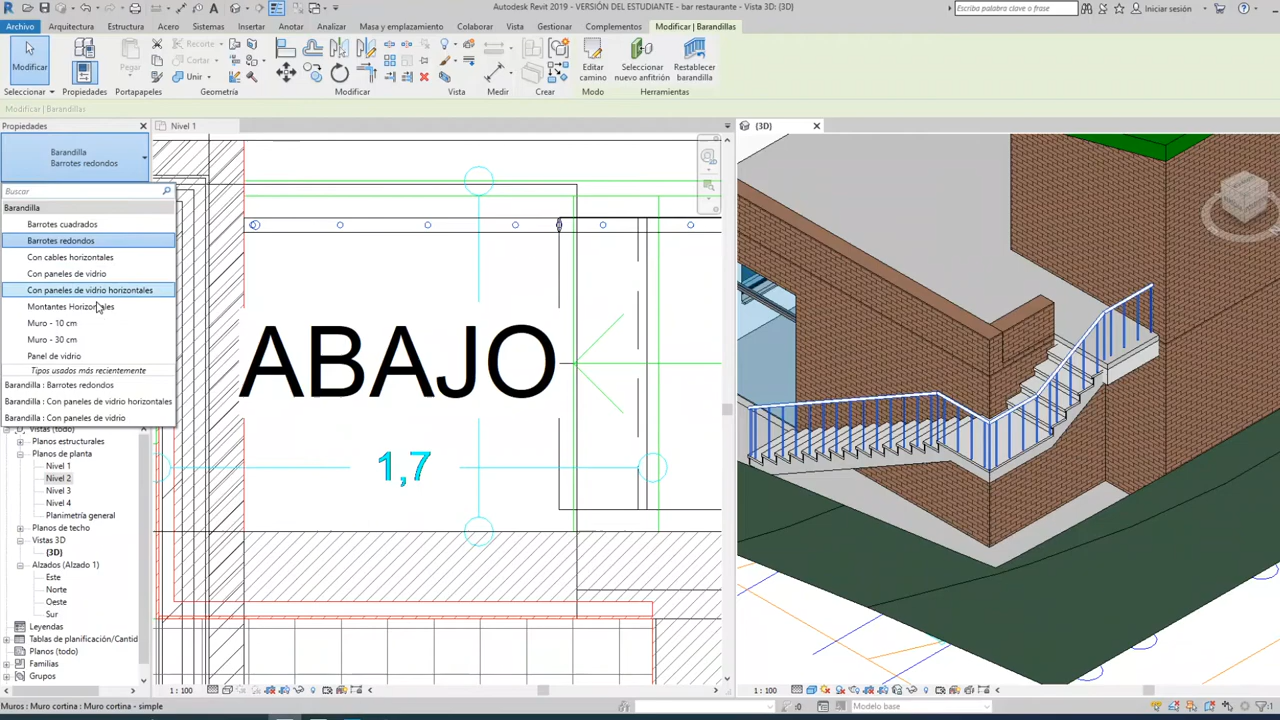 Autodesk Revit 2019 - VERSIÓN DEL ESTUDIANTE - bar restaurante - Vista 3D: {3D}
Escriba palabra clave o frase
Iniciar sesión
Archivo Arquitectura Estructura Acero Sistemas Insertar Anotar Analizar Masa y emplazamiento Colaborar Vista Gestionar Complementos Modificar | Barandillas
Modificar
Propiedades
Pegar
Recorte
Cortar
Unir
Editar camino
Seleccionar nuevo anfitrión
Restablecer barandilla
Seleccionar Propiedades Portapapeles Geometría Modificar Vista Medir Crear Modo Herramientas
Modificar | Barandillas
Propiedades
Nivel 1
{3D}
Barandilla
Barrotes redondos
Buscar
Barandilla
Barrotes cuadrados
Barrotes redondos
Con cables horizontales
Con paneles de vidrio
Con paneles de vidrio horizontales
Montantes Horizontales
Muro - 10 cm
Muro - 30 cm
Panel de vidrio
Tipos usados más recientemente
Barandilla : Barrotes redondos
Barandilla : Con paneles de vidrio horizontales
Barandilla : Con paneles de vidrio
Vistas (todo)
Planos estructurales
Planos de planta
Nivel 1
Nivel 2
Nivel 3
Nivel 4
Planimetría general
Planos de techo
Vistas 3D
{3D}
Alzados (Alzado 1)
Este
Norte
Oeste
Sur
Leyendas
Tablas de planificación/Cantid
Planos (todo)
Familias
Grupos
ABAJO
1,7
1 : 100
1 : 100
Muros : Muro cortina : Muro cortina - simple
:0
Modelo base
:1